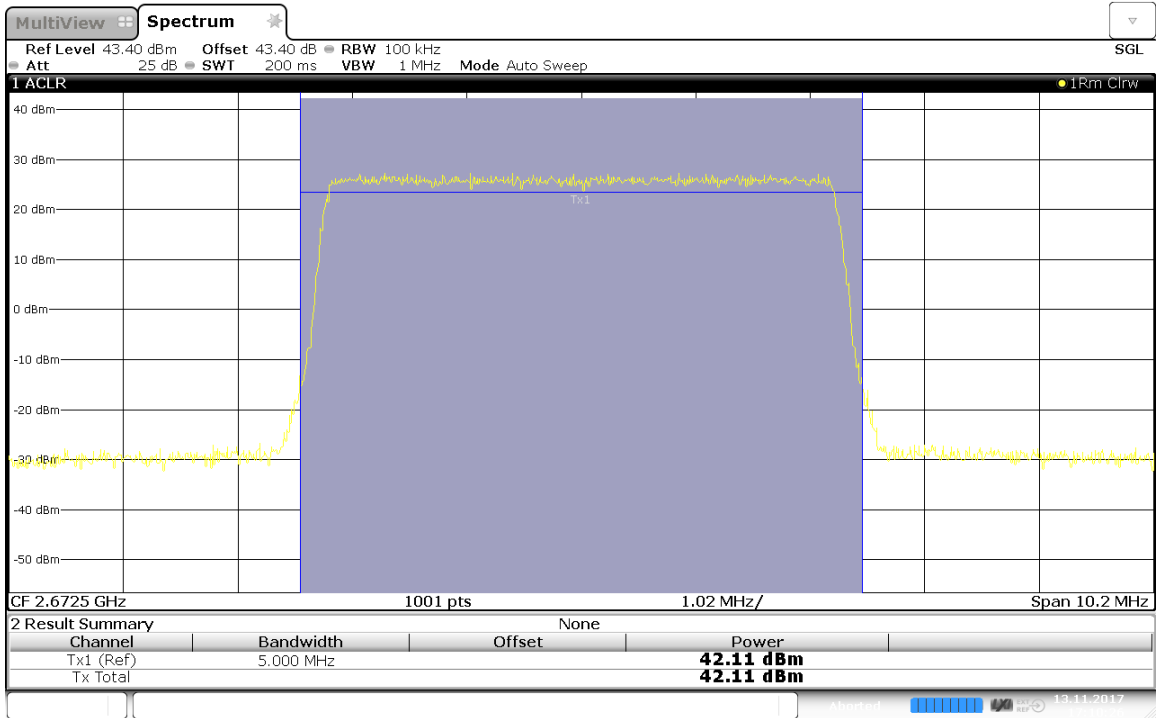 MultiView Spectrum
Ref Level 43.40 dBm Offset 43.40 dB RBW 100 kHz SGL
Att 25 dB SWT 200 ms VBW 1 MHz Mode Auto Sweep
1 ACLR 1Rm Clrw
40 dBm
30 dBm
20 dBm
Tx1
10 dBm
0 dBm
-10 dBm
-20 dBm
-30 dBm
-40 dBm
-50 dBm
CF 2.6725 GHz 1001 pts 1.02 MHz/ Span 10.2 MHz
2 Result Summary None
Channel Bandwidth Offset Power
Tx1 (Ref) 5.000 MHz 42.11 dBm
Tx Total 42.11 dBm
Aborted 13.11.2017